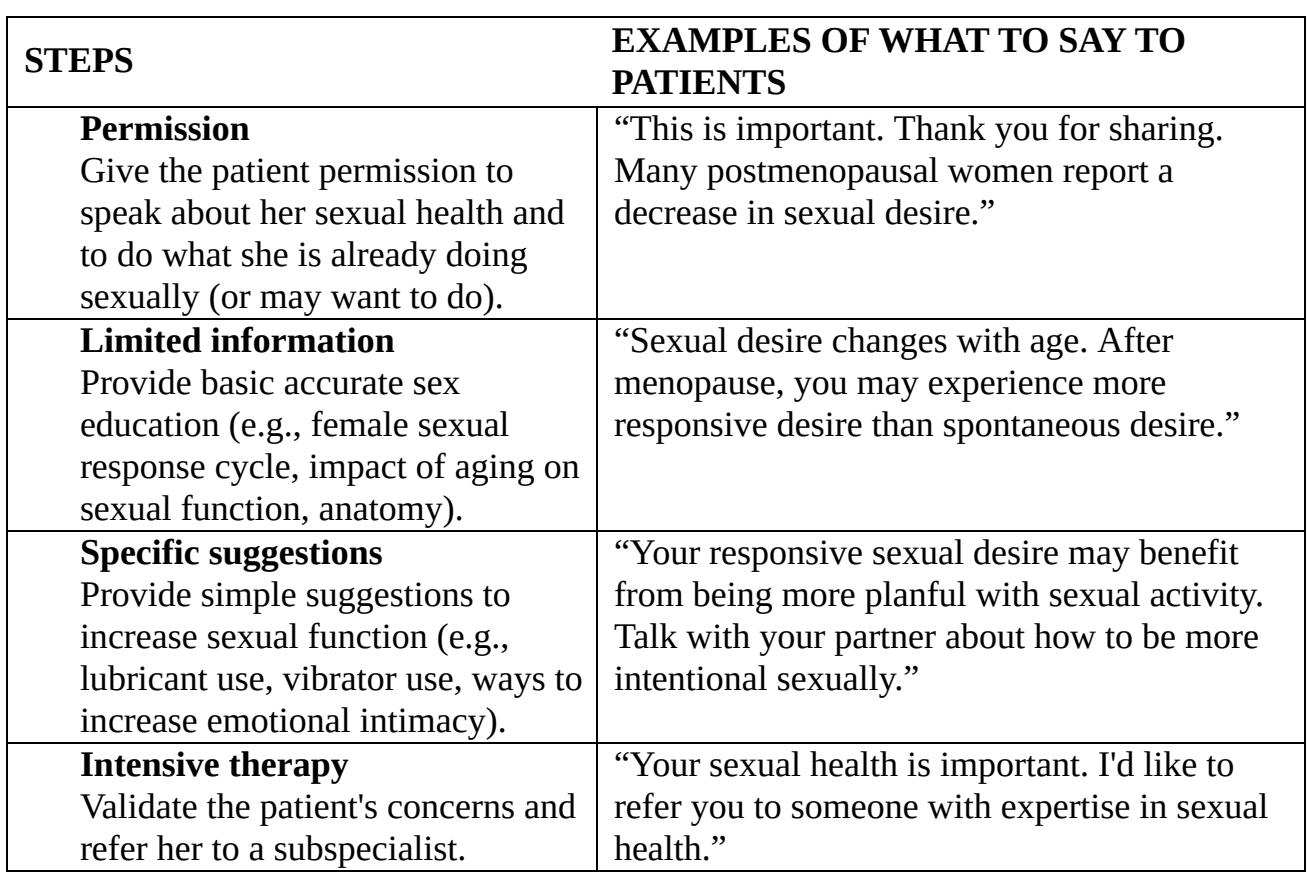 STEPS
EXAMPLES OF WHAT TO SAY TO
PATIENTS
Permission
Give the patient permission to
speak about her sexual health and
to do what she is already doing
sexually (or may want to do).
“This is important. Thank you for sharing.
Many postmenopausal women report a
decrease in sexual desire.”
Limited information
Provide basic accurate sex
education (e.g., female sexual
response cycle, impact of aging on
sexual function, anatomy).
“Sexual desire changes with age. After
menopause, you may experience more
responsive desire than spontaneous desire.”
Specific suggestions
Provide simple suggestions to
increase sexual function (e.g.,
lubricant use, vibrator use, ways to
increase emotional intimacy).
“Your responsive sexual desire may benefit
from being more planful with sexual activity.
Talk with your partner about how to be more
intentional sexually.”
Intensive therapy
Validate the patient's concerns and
refer her to a subspecialist.
“Your sexual health is important. I'd like to
refer you to someone with expertise in sexual
health.”